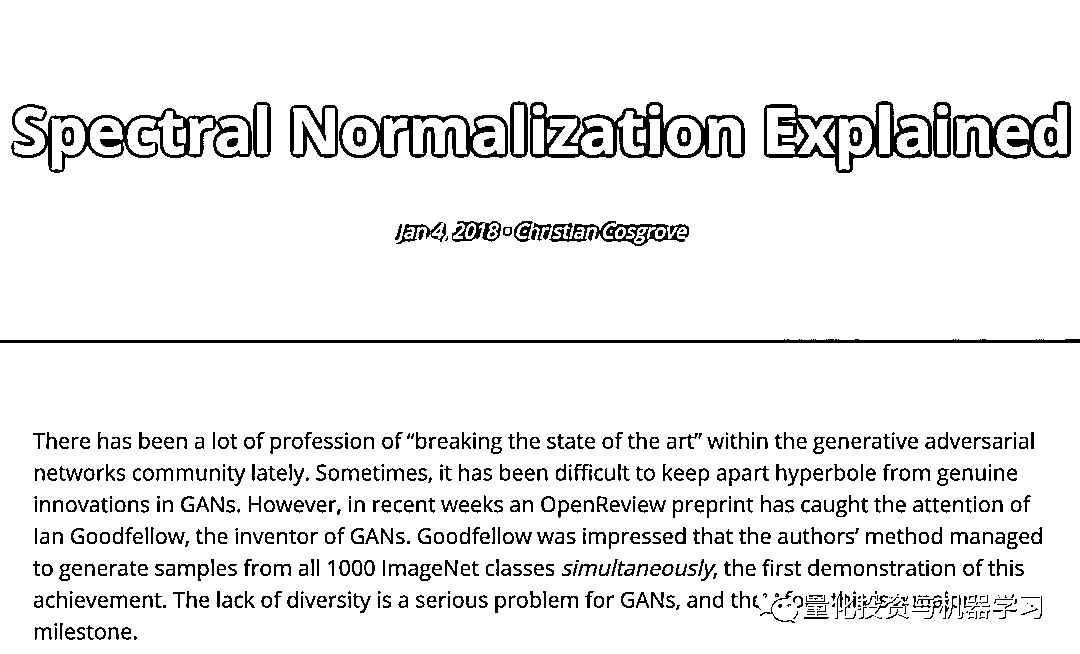 Spectral Normalization Explained
Jan 4, 2018 • Christian Cosgrove
There has been a lot of profession of “breaking the state of the art” within the generative adversarial
networks community lately. Sometimes, it has been difficult to keep apart hyperbole from genuine
innovations in GANs. However, in recent weeks an OpenReview preprint has caught the attention of
Ian Goodfellow, the inventor of GANs. Goodfellow was impressed that the authors’ method managed
to generate samples from all 1000 ImageNet classes simultaneously, the first demonstration of this
achievement. The lack of diversity is a serious problem for GANs, and
量化投资与机器学习
milestone.